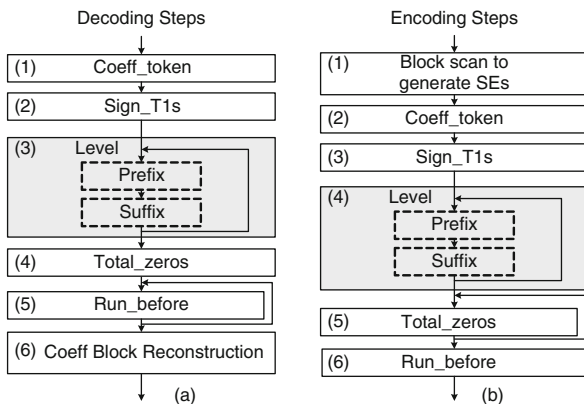 Decoding Steps
(1) Coeff_token
(2) Sign_T1s
(3) Level
Prefix
Suffix
(4) Total_zeros
(5) Run_before
(6) Coeff Block Reconstruction
(a)
Encoding Steps
(1) Block scan to
generate SEs
(2) Coeff_token
(3) Sign_T1s
(4) Level
Prefix
Suffix
(5) Total_zeros
(6) Run_before
(b)